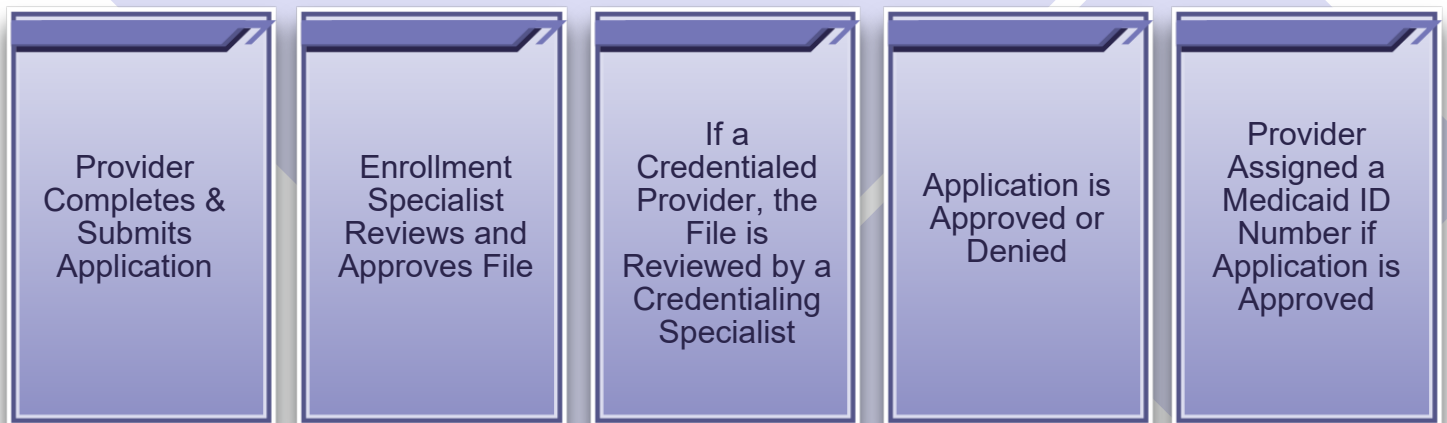 Provider
Completes &
Submits
Application
Enrollment
Specialist
Reviews and
Approves File
If a
Credentialed
Provider, the
File is
Reviewed by a
Credentialing
Specialist
Application is
Approved or
Denied
Provider
Assigned a
Medicaid ID
Number if
Application is
Approved